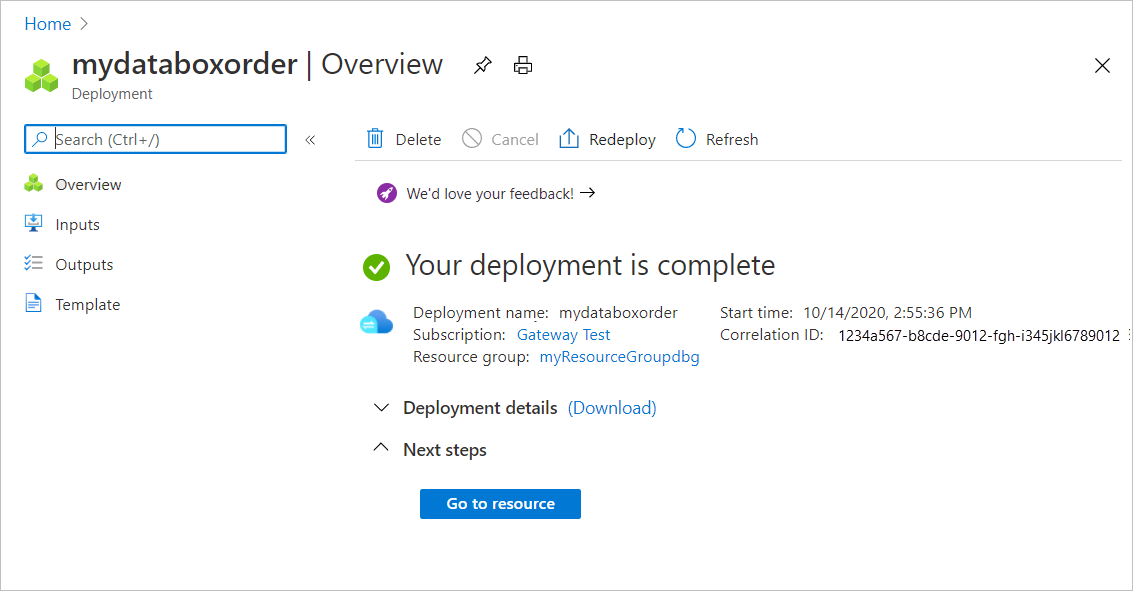 Home
mydataboxorder | Overview
Deployment
Search (Ctrl+/)
«
Delete
Cancel
Redeploy
Refresh
Overview
Inputs
Outputs
Template
We'd love your feedback! →
Your deployment is complete
Deployment name: mydataboxorder
Subscription: Gateway Test
Resource group: myResourceGroupdbg
Start time: 10/14/2020, 2:55:36 PM
Correlation ID: 1234a567-b8cde-9012-fgh-i345jkl6789012
Deployment details (Download)
Next steps
Go to resource